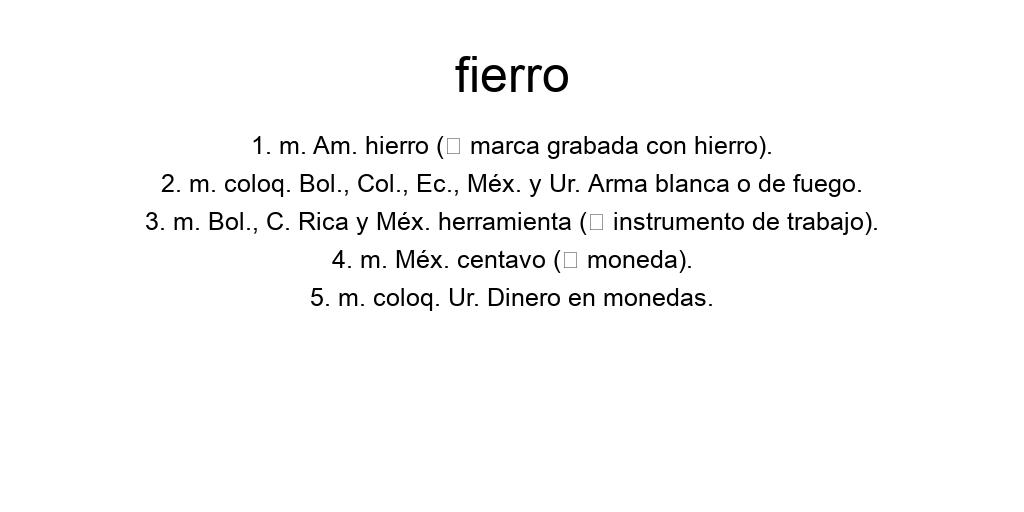 fierro
1. m. Am. hierro (□ marca grabada con hierro).
2. m. coloq. Bol., Col., Ec., Méx. y Ur. Arma blanca o de fuego.
3. m. Bol., C. Rica y Méx. herramienta (□ instrumento de trabajo).
4. m. Méx. centavo (□ moneda).
5. m. coloq. Ur. Dinero en monedas.